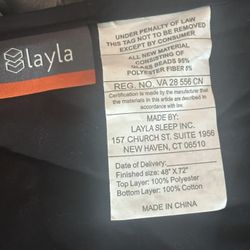 layla
UNDER PENALTY OF LAW
THIS TAG NOT TO BE REMOVED
EXCEPT BY CONSUMER
ALL NEW MATERIAL
CONSISTING OF
GLASS BEADS 95%
POLYESTER FIBER 5%
REG. NO. VA 28 556 CN
Certification is made by the manufacturer that
the materials in this article are described
in accordance with law.
MADE BY:
LAYLA SLEEP INC.
157 CHURCH ST. SUITE 1956
NEW HAVEN, CT 06510
Date of Delivery:
Finished size: 48" X 72"
Top Layer: 100% Polyester
Bottom Layer: 100% Cotton
MADE IN CHINA